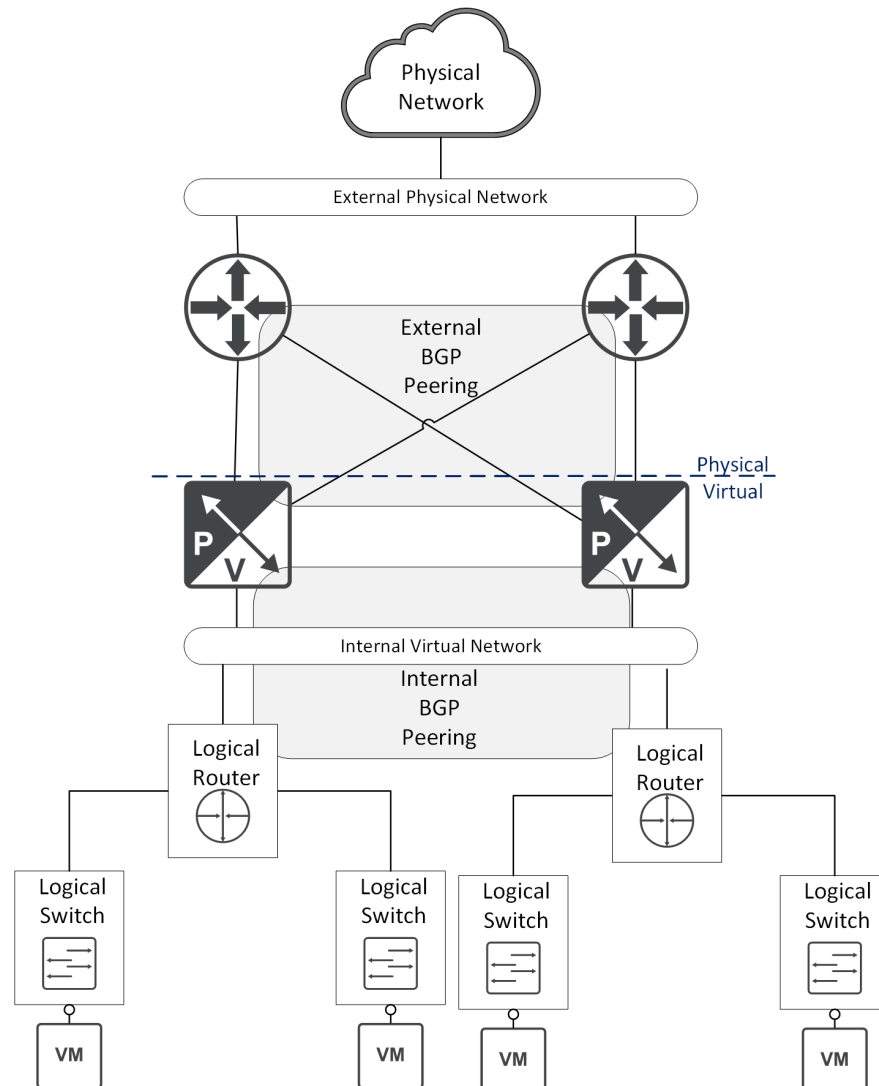 Physical
Network
External Physical Network
External
BGP
Peering
Physical
Virtual
P
V
P
V
Internal Virtual Network
Internal
BGP
Peering
Logical
Router
Logical
Router
Logical
Switch
Logical
Switch
Logical
Switch
Logical
Switch
VM
VM
VM
VM